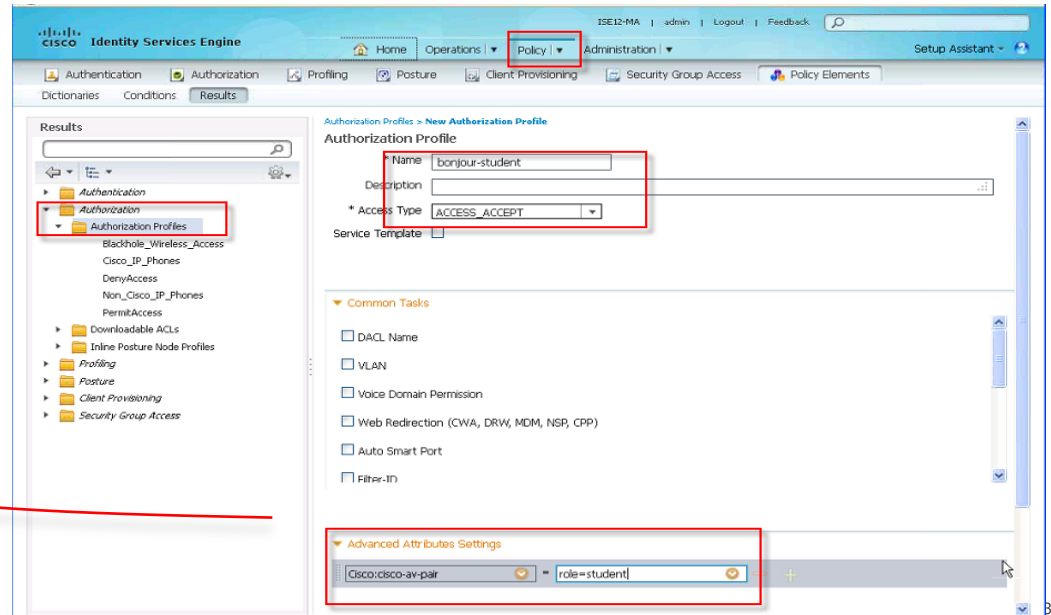 ISE12-MA | admin | Logout | Feedback
CISCO Identity Services Engine
Home Operations Policy Administration Setup Assistant
Authentication Authorization Profiling Posture Client Provisioning Security Group Access Policy Elements
Dictionaries Conditions Results
Results
Authentication
Authorization
Authorization Profiles
Blackhole_Wireless_Access
Cisco_IP_Phones
DenyAccess
Non_Cisco_IP_Phones
PermitAccess
Downloadable ACLs
Inline Posture Node Profiles
Profiling
Posture
Client Provisioning
Security Group Access
Authorization Profiles > New Authorization Profile
Authorization Profile
* Name bonjour-student
Description
* Access Type ACCESS_ACCEPT
Service Template
Common Tasks
DACL Name
VLAN
Voice Domain Permission
Web Redirection (CWA, DRW, MDM, NSP, CPP)
Auto Smart Port
Filter-ID
Advanced Attributes Settings
Cisco:cisco-av-pair = role=student